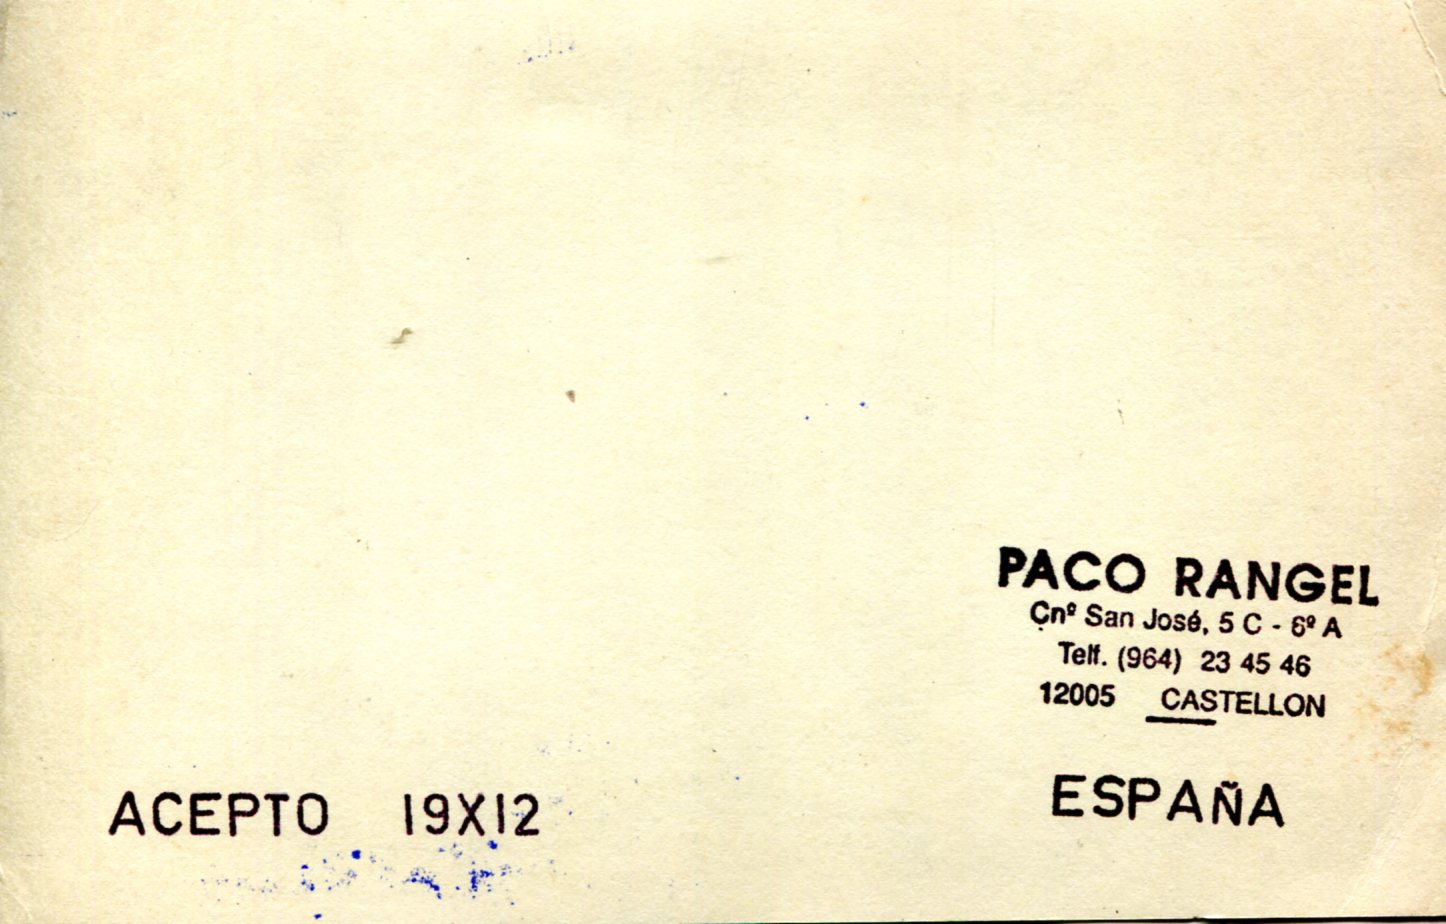 PACO RANGEL
Cnº San José, 5 C - 6º A
Telf. (964) 23 45 46
12005 CASTELLON
ESPAÑA
ACEPTO 19X12